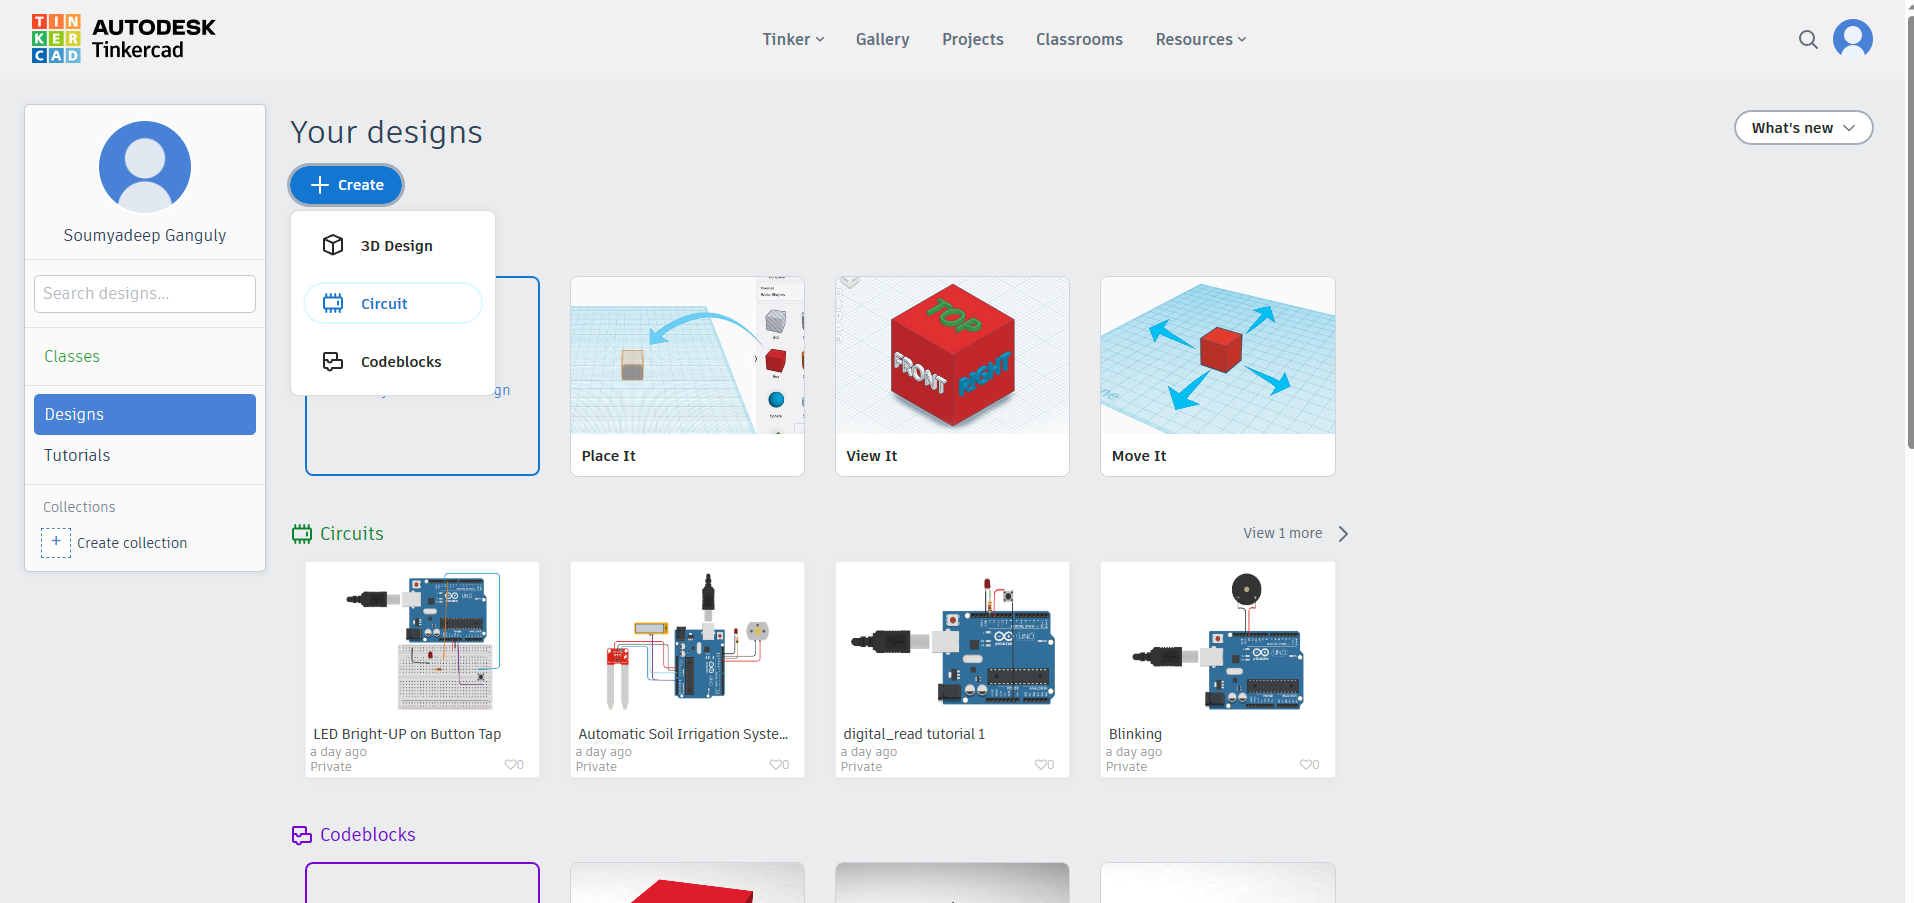 TIN
KER
CAD
AUTODESK
Tinkercad
Tinker
Gallery
Projects
Classrooms
Resources
Soumyadeep Ganguly
Search designs...
Classes
Designs
Tutorials
Collections
+ Create collection
Your designs
What's new
+ Create
3D Design
Circuit
Codeblocks
Place It
TOP
FRONT
RIGHT
View It
Move It
Circuits
View 1 more
LED Bright-UP on Button Tap
a day ago
Private
0
Automatic Soil Irrigation Syste...
a day ago
Private
0
digital_read tutorial 1
a day ago
Private
0
Blinking
a day ago
Private
0
Codeblocks